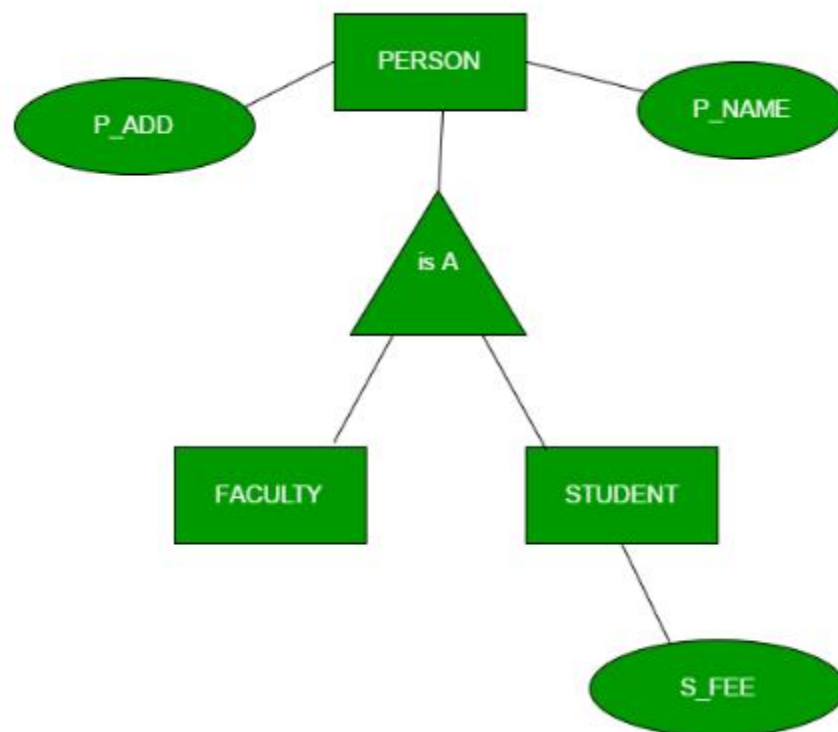 PERSON
P_ADD
P_NAME
is A
FACULTY
STUDENT
S_FEE